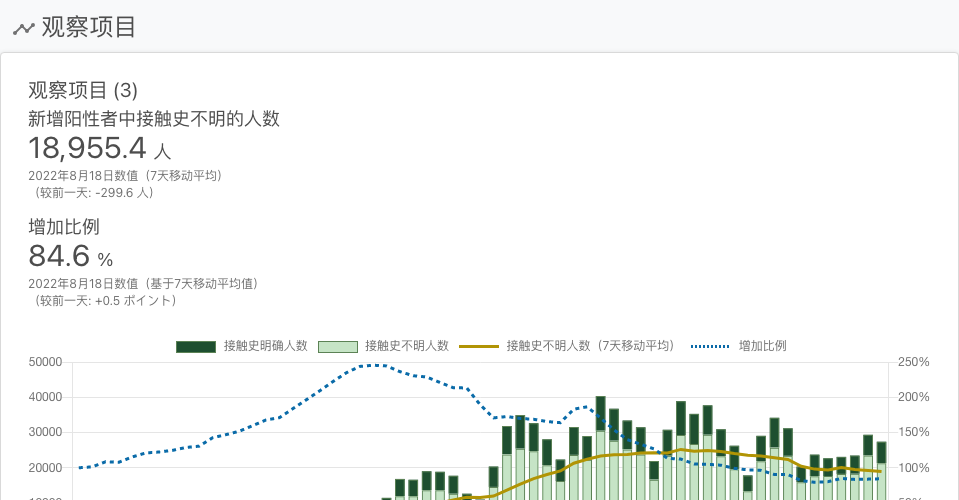 观察项目
观察项目 (3)
新增阳性者中接触史不明的人数
18,955.4 人
2022年8月18日数值（7天移动平均）
（较前一天: -299.6 人）
增加比例
84.6 %
2022年8月18日数值（基于7天移动平均值）
（较前一天: +0.5 ポイント）
接触史明确人数 接触史不明人数 接触史不明人数（7天移动平均） 增加比例
50000 250%
40000 200%
30000 150%
20000 100%